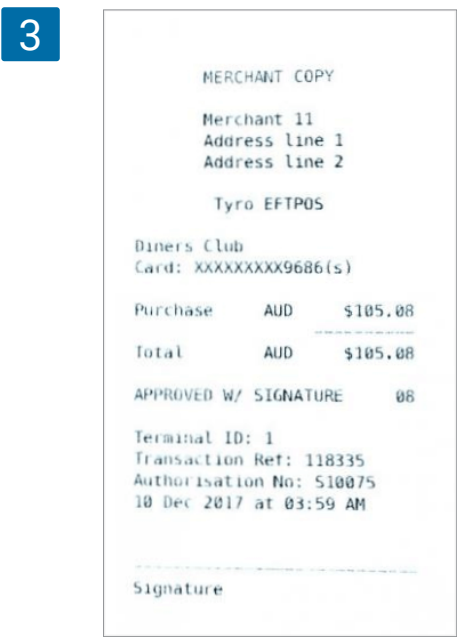 3
MERCHANT COPY
Merchant 11
Address line 1
Address line 2
Tyro EFTPOS
Diners Club
Card: XXXXXXXXX9686(s)
Purchase AUD $105.08
Total AUD $105.08
APPROVED W/ SIGNATURE 08
Terminal ID: 1
Transaction Ref: 118335
Authorisation No: S10075
10 Dec 2017 at 03:59 AM
Signature